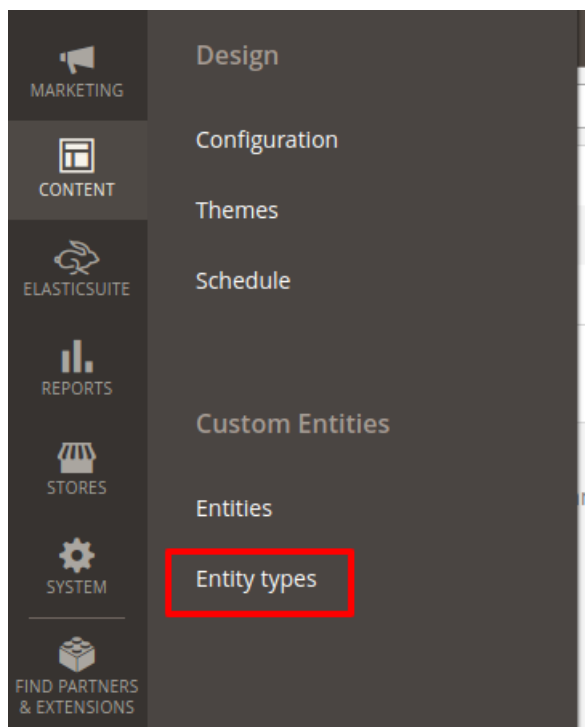 MARKETING
CONTENT
ELASTICSUITE
REPORTS
STORES
SYSTEM
FIND PARTNERS
& EXTENSIONS
Design
Configuration
Themes
Schedule
Custom Entities
Entities
Entity types